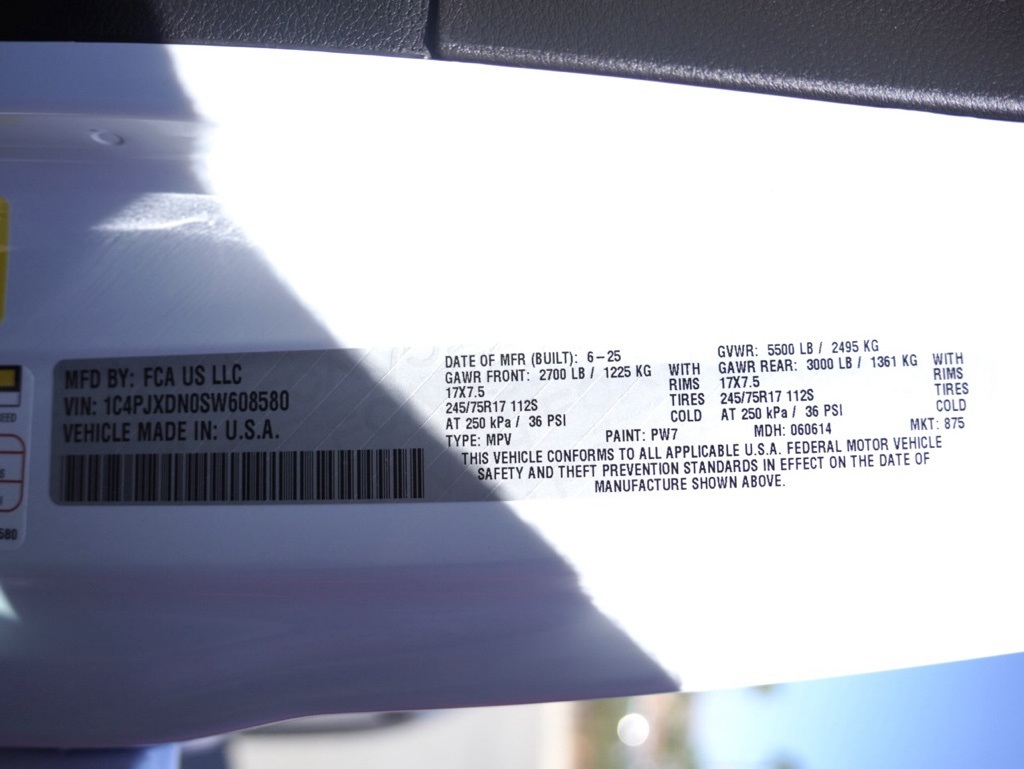 MFD BY: FCA US LLC
VIN: 1C4PJXDN0SW608580
VEHICLE MADE IN: U.S.A.
DATE OF MFR (BUILT): 6-25
GAWR FRONT: 2700 LB / 1225 KG WITH
17X7.5 RIMS
245/75R17 112S TIRES
AT 250 kPa / 36 PSI COLD
GVWR: 5500 LB / 2495 KG
GAWR REAR: 3000 LB / 1361 KG WITH
17X7.5 RIMS
245/75R17 112S TIRES
AT 250 kPa / 36 PSI COLD
TYPE: MPV PAINT: PW7 MDH: 060614 MKT: 875
THIS VEHICLE CONFORMS TO ALL APPLICABLE U.S.A. FEDERAL MOTOR VEHICLE
SAFETY AND THEFT PREVENTION STANDARDS IN EFFECT ON THE DATE OF
MANUFACTURE SHOWN ABOVE.
580